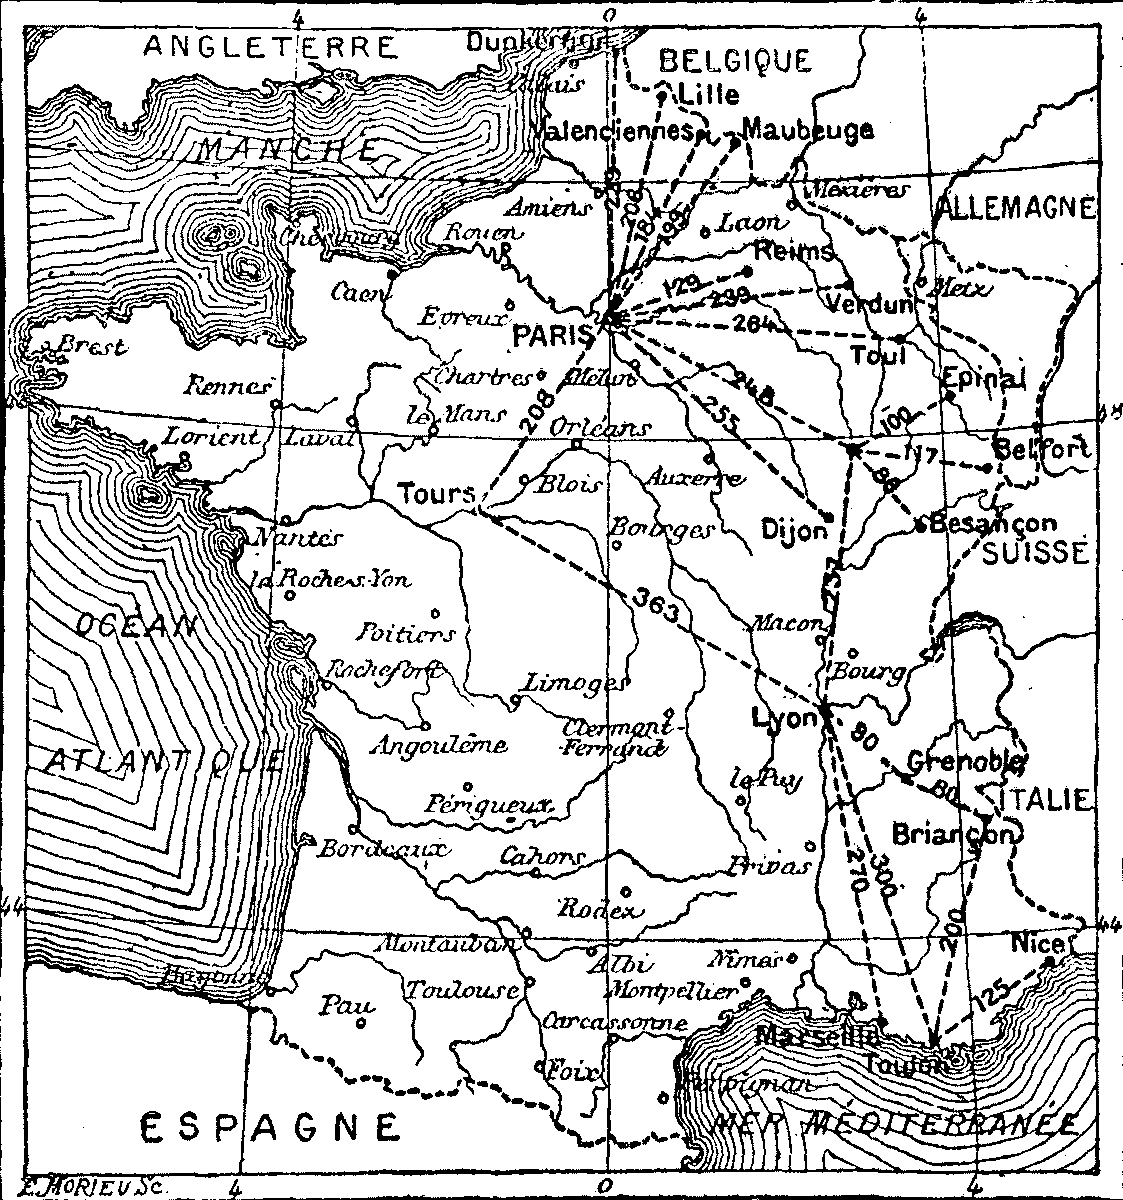 4 0 4
ANGLETERRE
Dunkerque
BELGIQUE
Calais
Lille
Valenciennes
Maubeuge
MANCHE
Mézières
Amiens
208
184
193
Laon
ALLEMAGNE
Cherbourg
Rouen
Reims
Caen
129
Metz
Evreux
239
Verdun
PARIS
264
Toul
Brest
Rennes
Chartres
Melun
248
Epinal
le Mans
208
255
100
48
Lorient
Laval
Orléans
117
Belfort
Tours
Blois
Auxerre
Dijon
Besançon
Nantes
Bourges
SUISSE
la Roche-s-Yon
237
363
OCÉAN
Poitiers
Macon
Rochefort
Limoges
Bourg
Lyon
ATLANTIQUE
Angoulême
Clermont-
-Ferrand
80
Grenoble
le Puy
80
ITALIE
Périgueux
Briançon
Bordeaux
Cahors
Privas
270
300
Rodez
44
200
44
Montauban
Albi
Nimes
Nice
Bayonne
Toulouse
Montpellier
125
Pau
Carcassonne
Marseille
Toulon
Foix
Perpignan
ESPAGNE
MER MÉDITERRANÉE
E. MORIEU Sc.
4 0 4